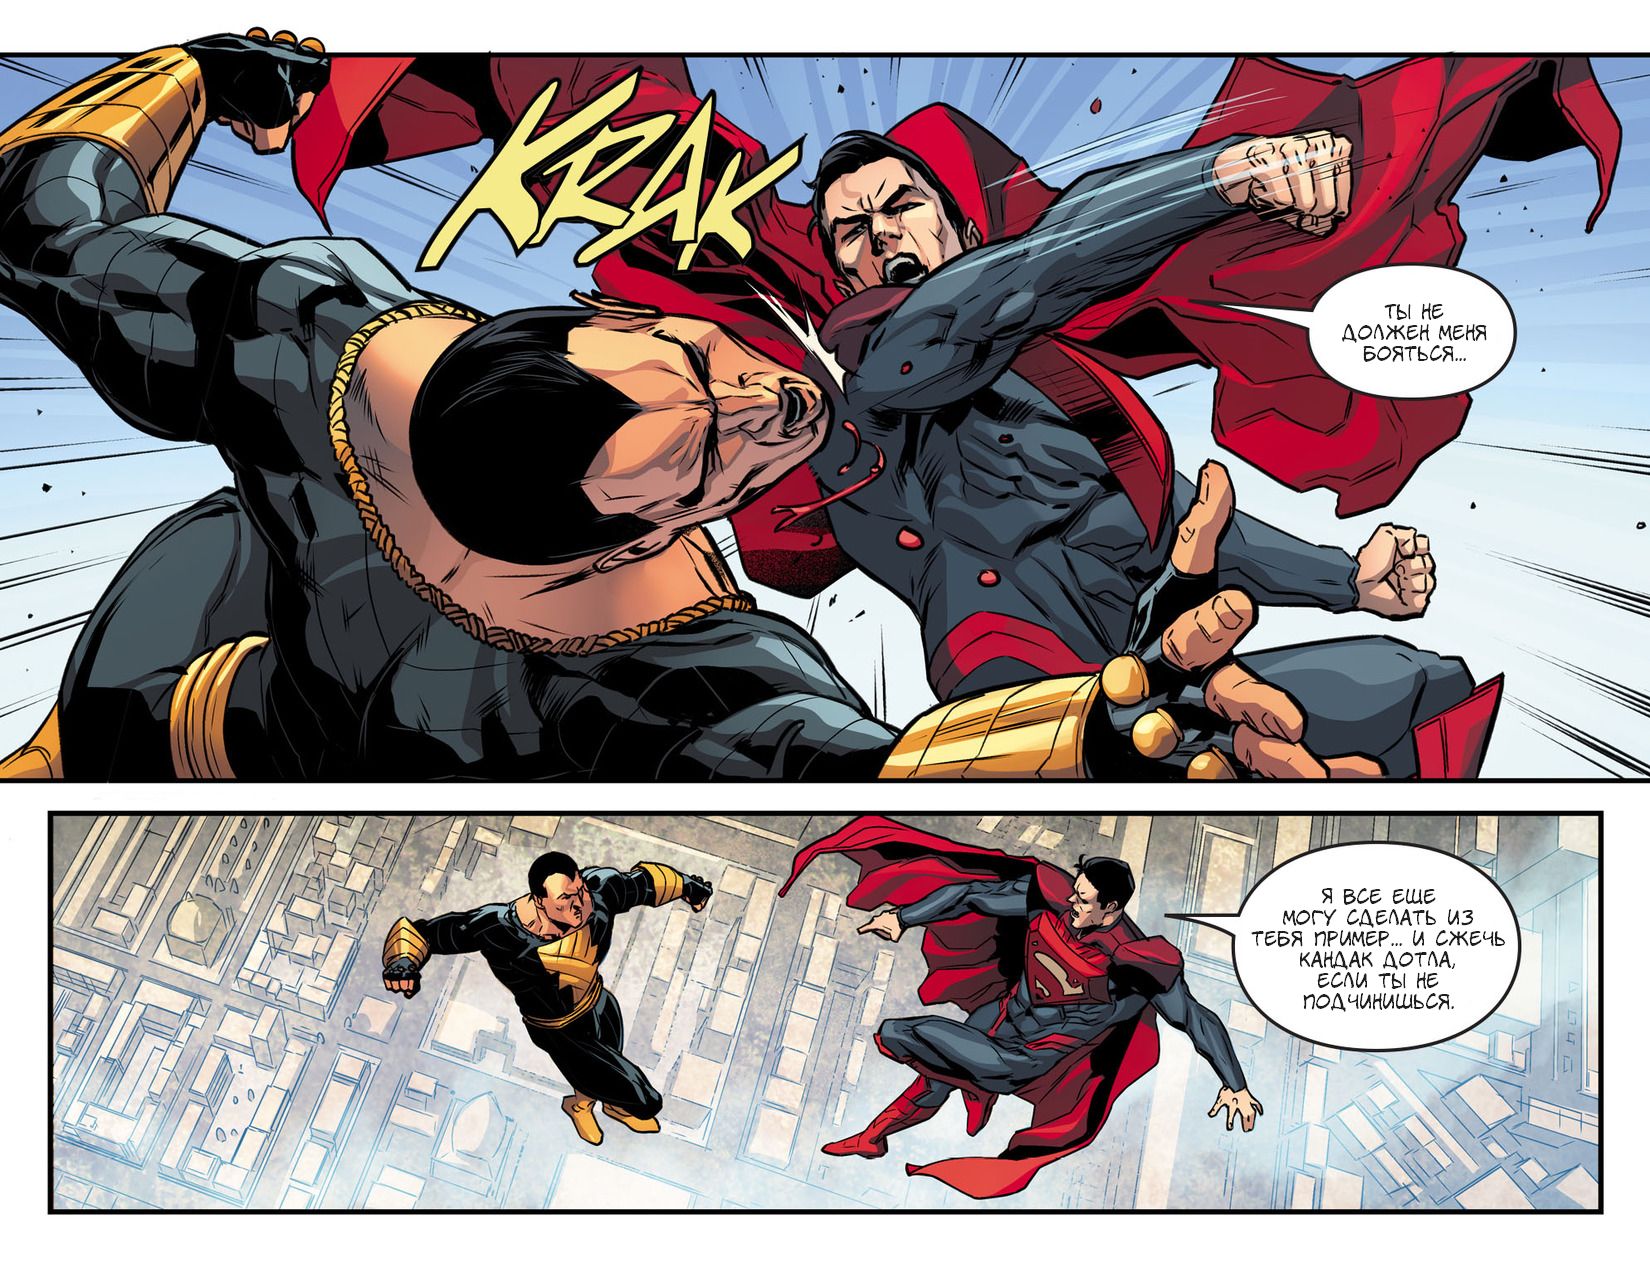 KRAK
ТЫ НЕ
ДОЛЖЕН МЕНЯ
БОЯТЬСЯ...
Я ВСЕ ЕЩЕ
МОГУ СДЕЛАТЬ ИЗ
ТЕБЯ ПРИМЕР... И СЖЕЧЬ
КАНДАК ДОТЛА,
ЕСЛИ ТЫ НЕ
ПОДЧИНИШЬСЯ.